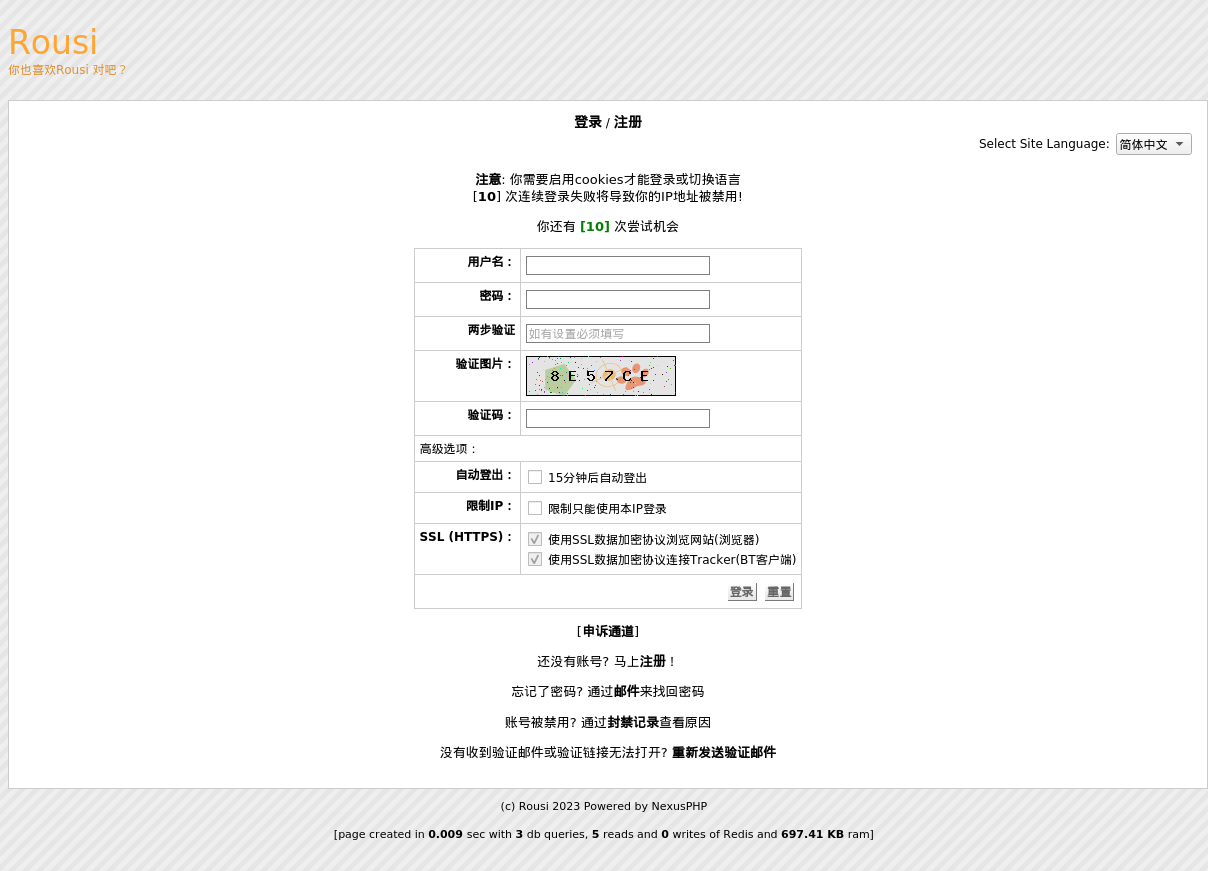 Rousi
你也喜欢Rousi 对吧？
登录 / 注册
Select Site Language: 简体中文
注意: 你需要启用cookies才能登录或切换语言
[10] 次连续登录失败将导致你的IP地址被禁用!
你还有 [10] 次尝试机会
用户名：
密码：
两步验证 如有设置必须填写
验证图片： 8E57CE
验证码：
高级选项：
自动登出： 15分钟后自动登出
限制IP： 限制只能使用本IP登录
SSL (HTTPS)： 使用SSL数据加密协议浏览网站(浏览器)
使用SSL数据加密协议连接Tracker(BT客户端)
登录 重置
[申诉通道]
还没有账号? 马上注册！
忘记了密码? 通过邮件来找回密码
账号被禁用? 通过封禁记录查看原因
没有收到验证邮件或验证链接无法打开? 重新发送验证邮件
(c) Rousi 2023 Powered by NexusPHP
[page created in 0.009 sec with 3 db queries, 5 reads and 0 writes of Redis and 697.41 KB ram]